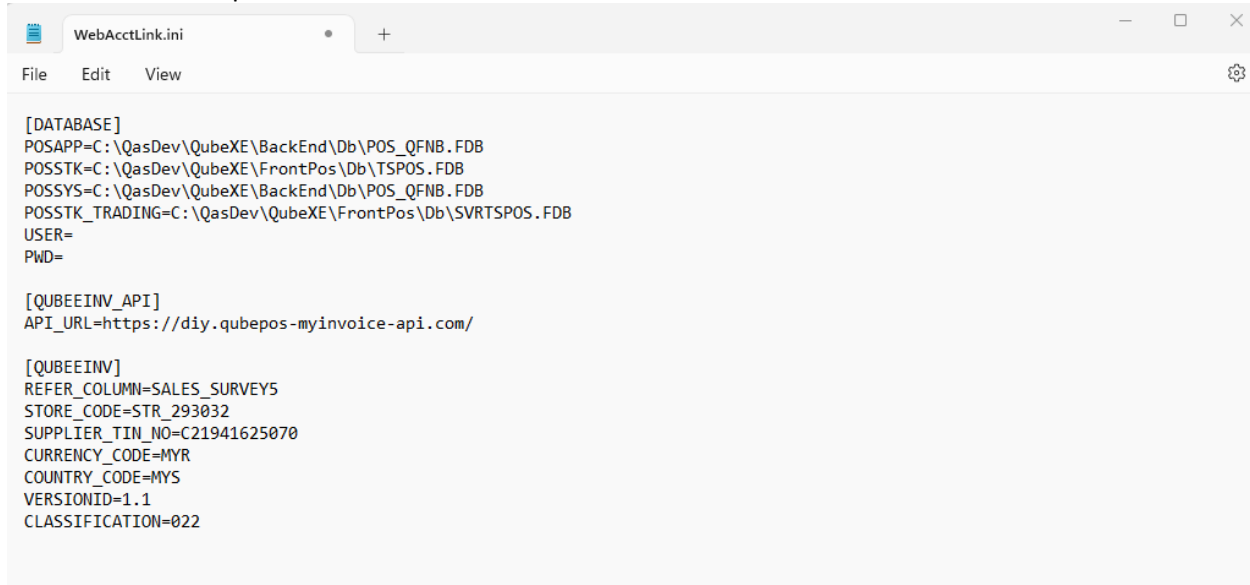 WebAcctLink.ini
File Edit View
[DATABASE]
POSAPP=C:\QasDev\QubeXE\BackEnd\Db\POS_QFNB.FDB
POSSTK=C:\QasDev\QubeXE\FrontPos\Db\TSPOS.FDB
POSSYS=C:\QasDev\QubeXE\BackEnd\Db\POS_QFNB.FDB
POSSTK_TRADING=C:\QasDev\QubeXE\FrontPos\Db\SVRTSPOS.FDB
USER=
PWD=
[QUBEEINV_API]
API_URL=https://diy.qubepos-myinvoice-api.com/
[QUBEEINV]
REFER_COLUMN=SALES_SURVEY5
STORE_CODE=STR_293032
SUPPLIER_TIN_NO=C21941625070
CURRENCY_CODE=MYR
COUNTRY_CODE=MYS
VERSIONID=1.1
CLASSIFICATION=022